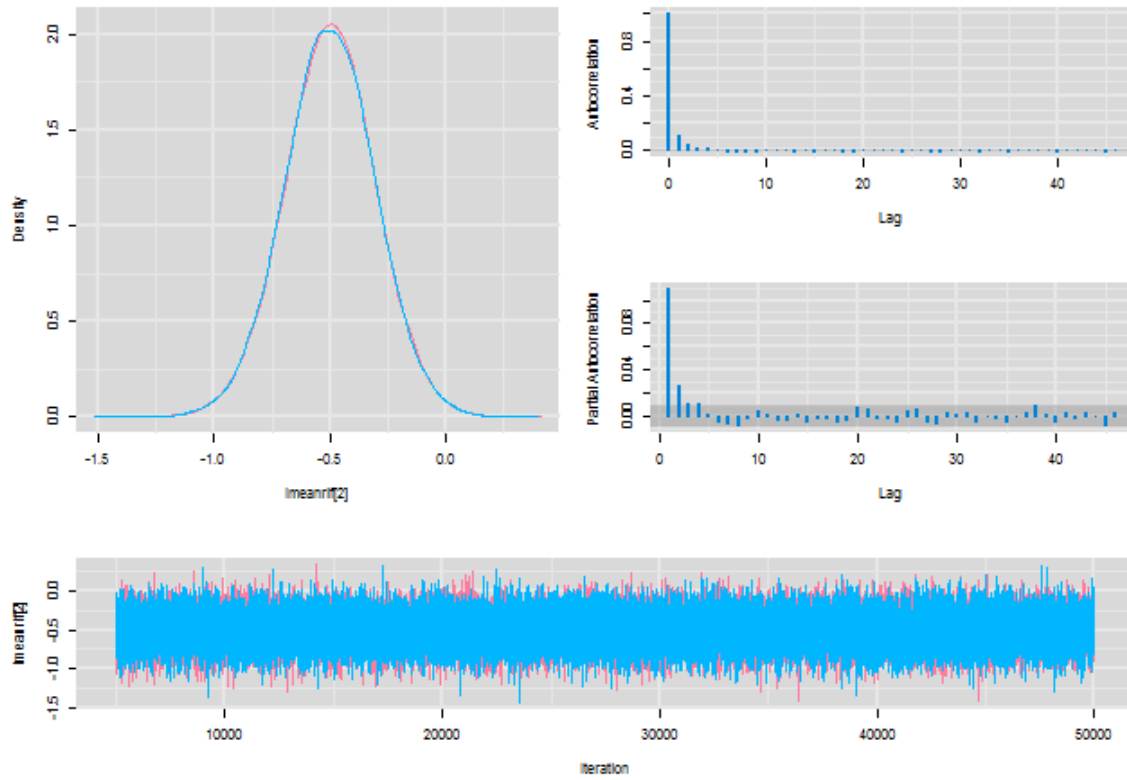 Density
2.0
1.5
1.0
0.5
0.0
-1.5 -1.0 -0.5 0.0
lmeanrif[2]
Autocorrelation
0.8
0.4
0.0
0 10 20 30 40
Lag
Partial Autocorrelation
0.08
0.04
0.00
0 10 20 30 40
Lag
lmeanrif[2]
0.0
-0.5
-1.0
-1.5
10000 20000 30000 40000 50000
Iteration